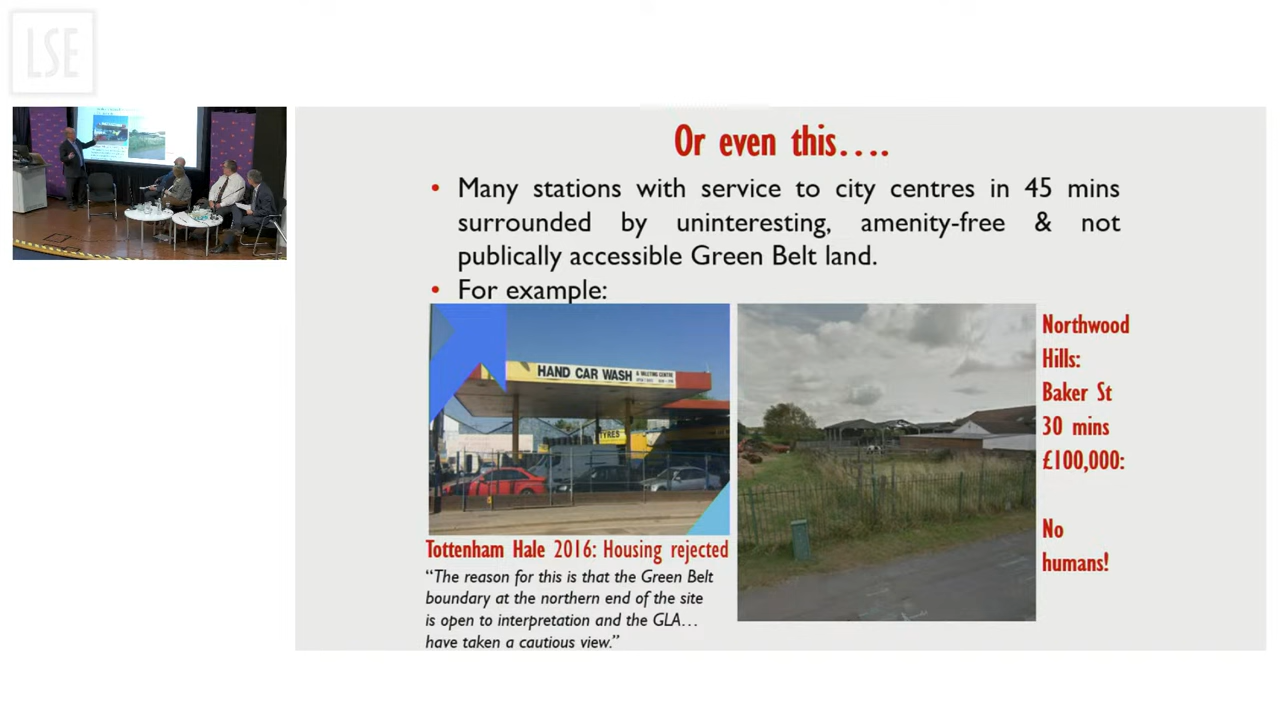 LSE
Or even this….
• Many stations with service to city centres in 45 mins
surrounded by uninteresting, amenity-free & not
publically accessible Green Belt land.
• For example:
HAND CAR WASH & VALETING CENTRE
TYRES
Northwood
Hills:
Baker St
30 mins
£100,000:
No
humans!
Tottenham Hale 2016: Housing rejected
“The reason for this is that the Green Belt
boundary at the northern end of the site
is open to interpretation and the GLA…
have taken a cautious view.”